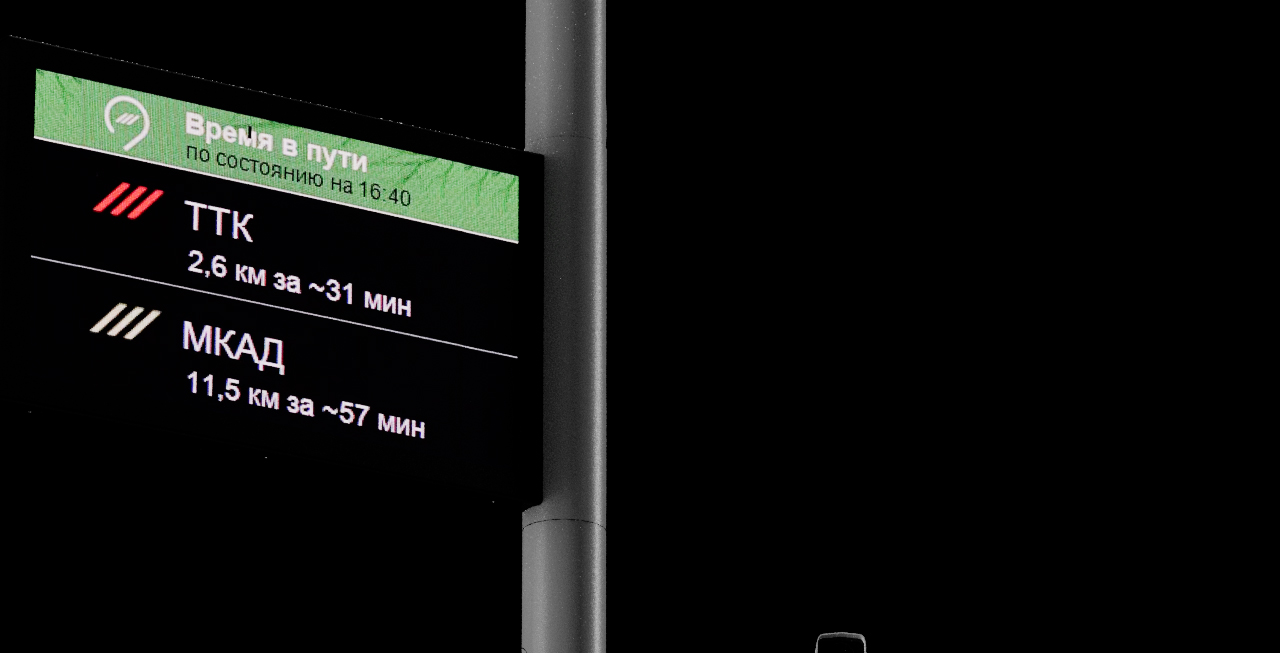 Время в пути
по состоянию на 16:40
ТТК
2,6 км за ~31 мин
МКАД
11,5 км за ~57 мин